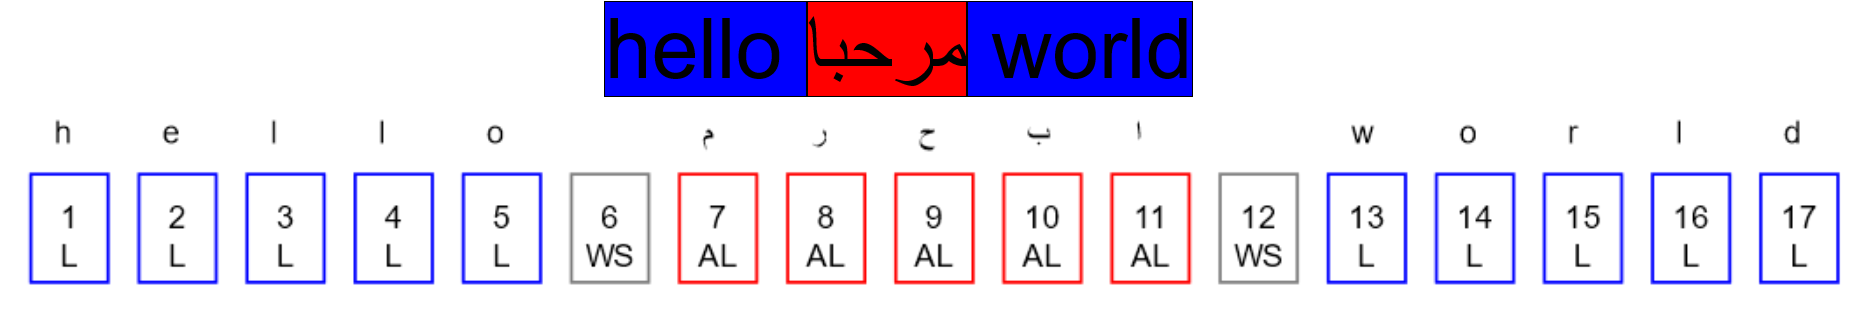 hello مرحبا world
h e l l o م ر ح ب ا w o r l d
1 2 3 4 5 6 7 8 9 10 11 12 13 14 15 16 17
L L L L L WS AL AL AL AL AL WS L L L L L